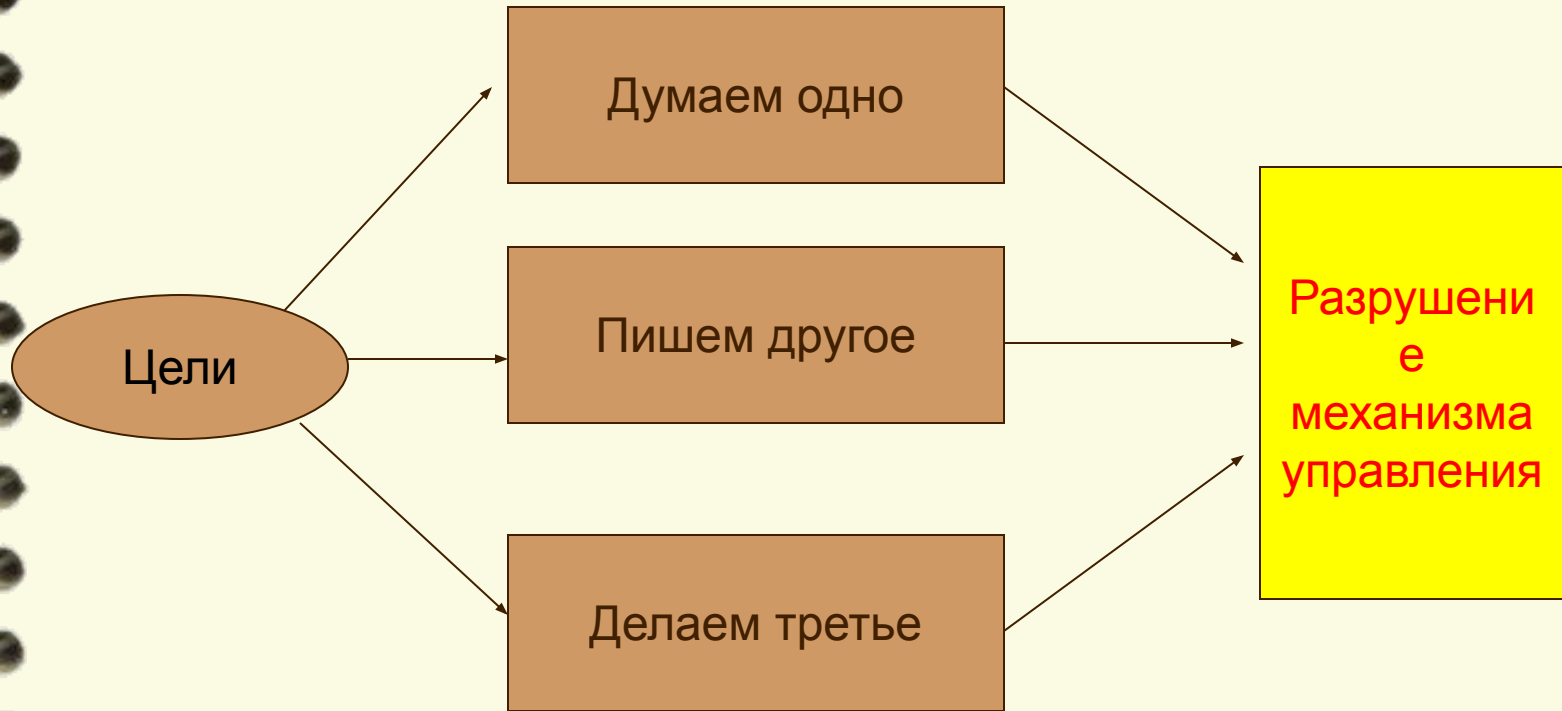 Думаем одно
Пишем другое
Цели
Делаем третье
Разрушени
е
механизма
управления